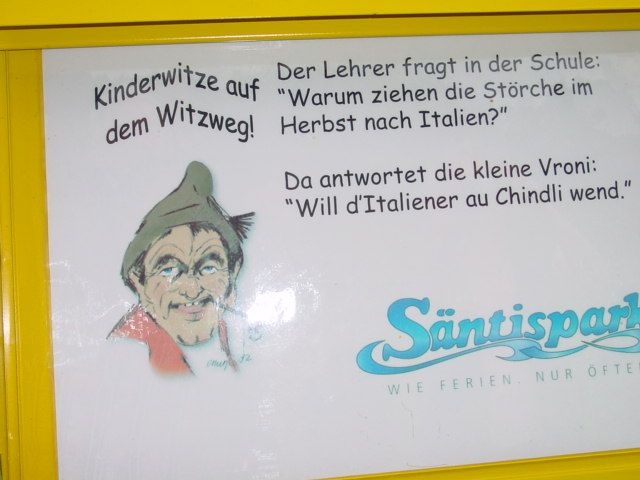 Kinderwitze auf
dem Witzweg!
Der Lehrer fragt in der Schule:
"Warum ziehen die Störche im
Herbst nach Italien?"
Da antwortet die kleine Vroni:
"Will d'Italiener au Chindli wend."
Säntispark
WIE FERIEN. NUR ÖFTE